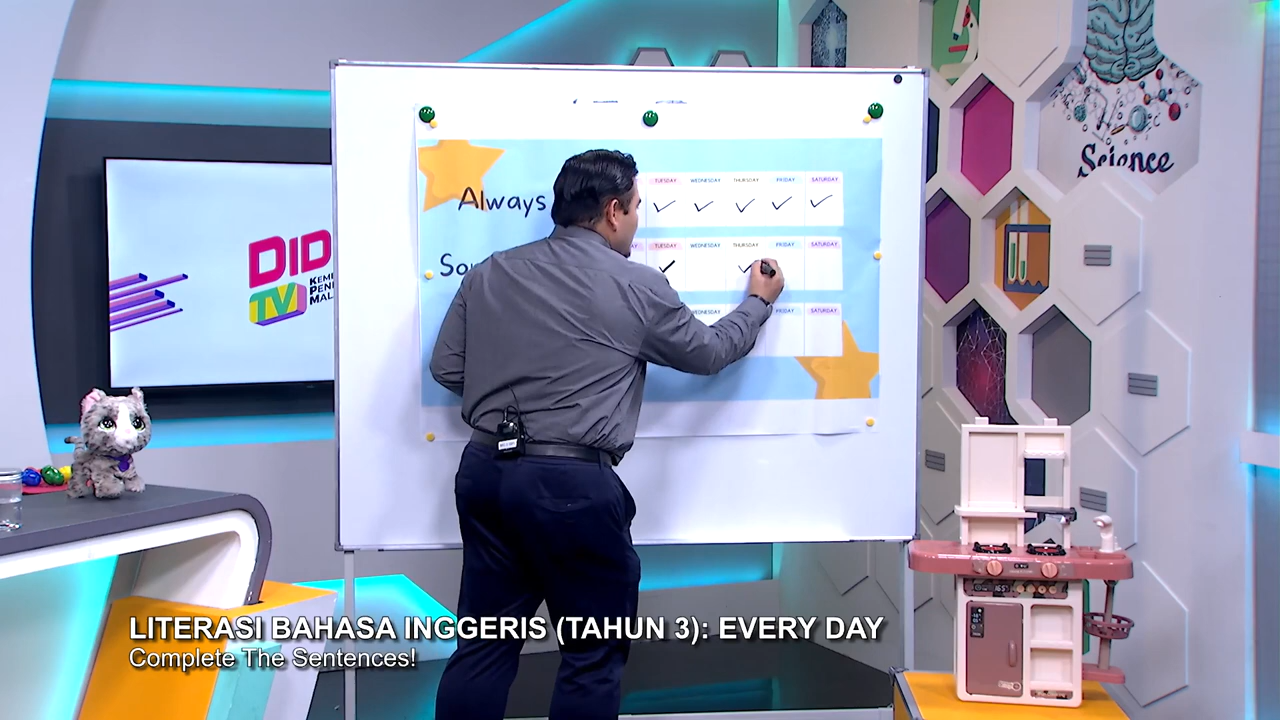 Science
TUESDAY WEDNESDAY THURSDAY FRIDAY SATURDAY
Always
TUESDAY WEDNESDAY THURSDAY FRIDAY SATURDAY
DID
TV
FRIDAY SATURDAY
LITERASI BAHASA INGGERIS (TAHUN 3): EVERY DAY
Complete The Sentences!